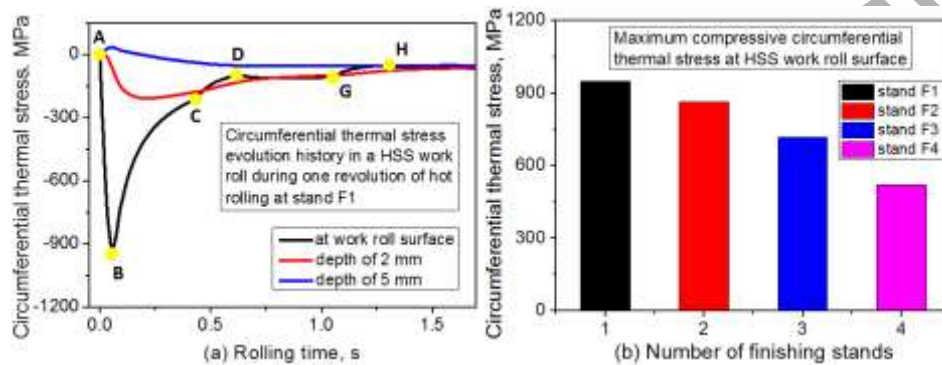 Circumferential thermal stress, MPa
0
-300
-600
-900
-1200
A
B
C
D
G
H
Circumferential thermal stress
evolution history in a HSS work
roll during one revolution of hot
rolling at stand F1
at work roll surface
depth of 2 mm
depth of 5 mm
0.0 0.5 1.0 1.5
(a) Rolling time, s
Circumferential thermal stress, MPa
1200
900
600
300
0
Maximum compressive circumferential
thermal stress at HSS work roll surface
stand F1
stand F2
stand F3
stand F4
1 2 3 4
(b) Number of finishing stands